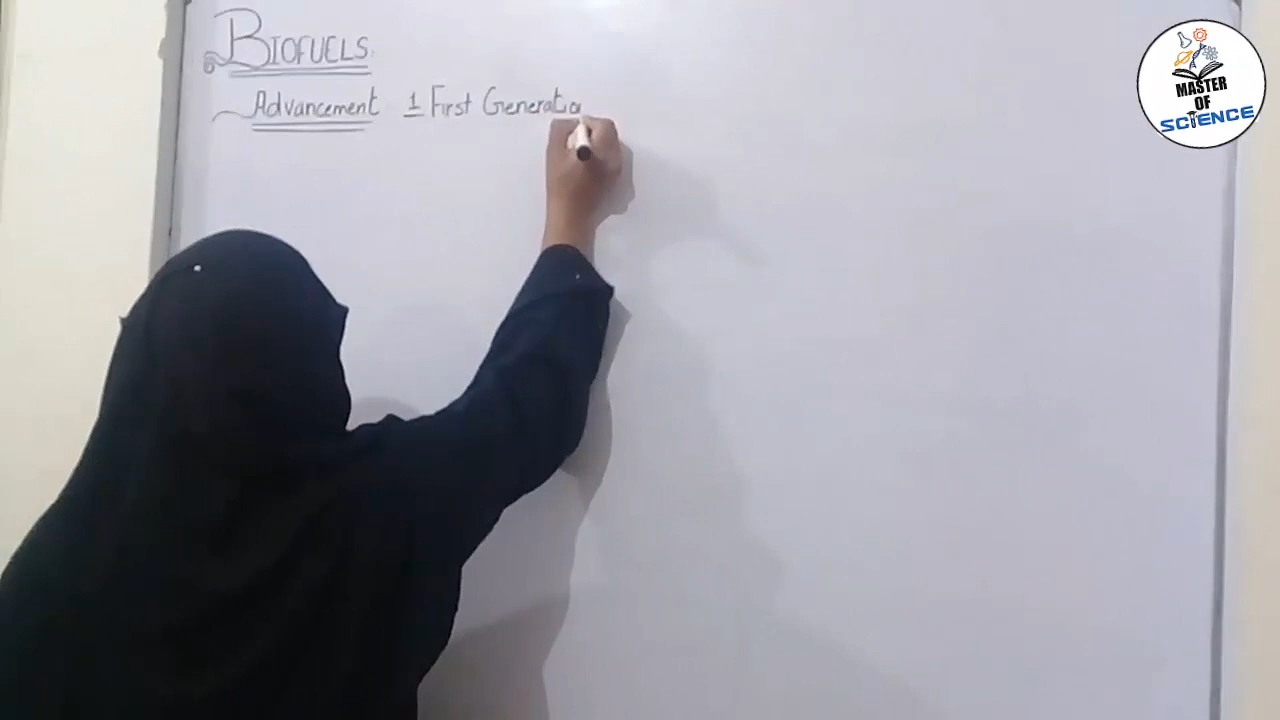 BIOFUELS.
Advancement 1 First Generatio
MASTER
OF
SCIENCE